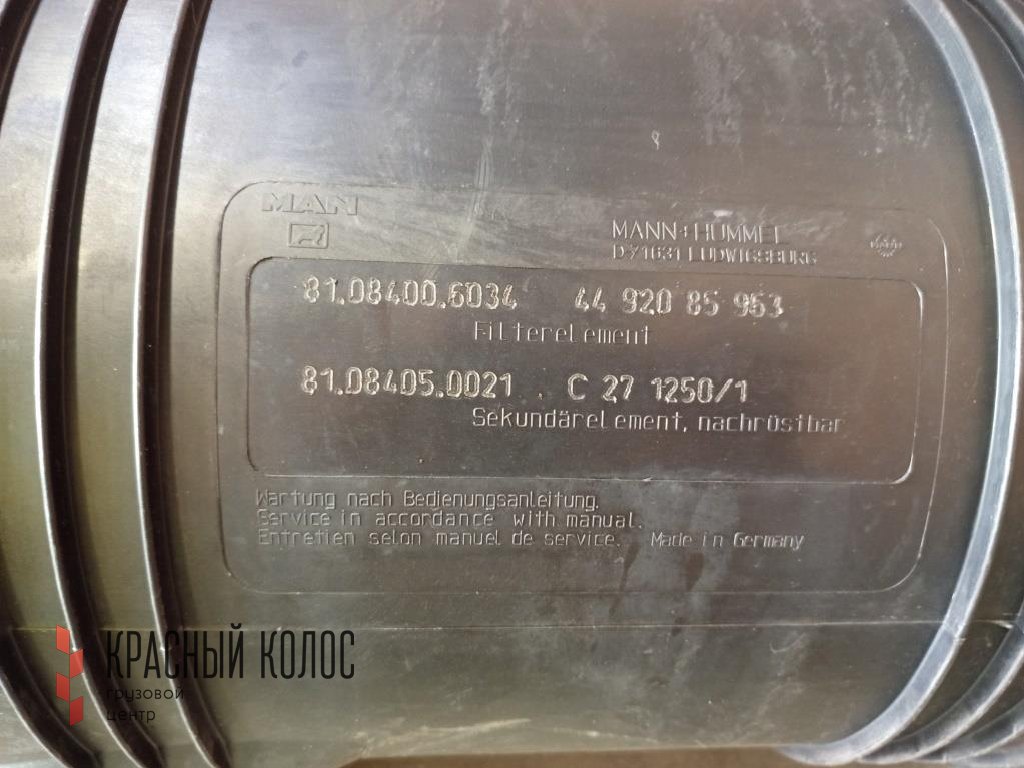 MAN
MANN+HUMMEL
D-71631 LUDWIGSBURG
81.08400.6034 44 920 85 953
Filterelement
81.08405.0021 C 27 1250/1
Sekundärelement, nachrüstbar
Wartung nach Bedienungsanleitung.
Service in accordance with manual.
Entretien selon manuel de service. Made in Germany
КРАСНЫЙ КОЛОС
грузовой
центр